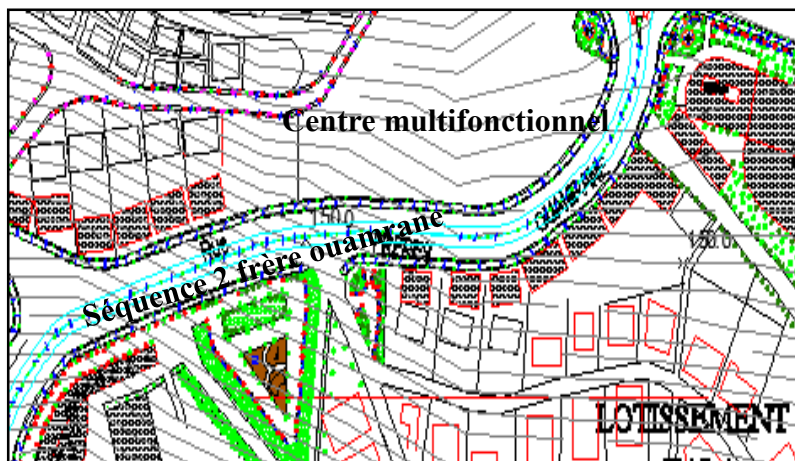 Centre multifonctionnel
150.0
Séquence 2 frère ouamrane
150.0
LOTISSEMENT